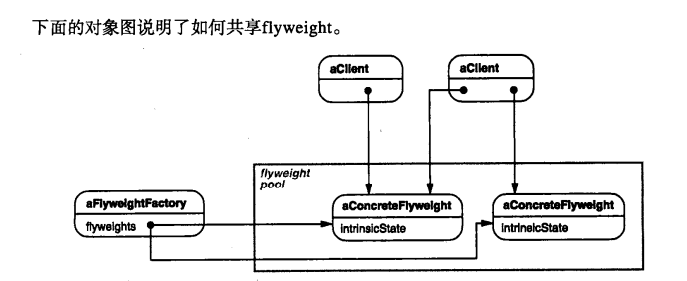 下面的对象图说明了如何共享flyweight。
aClient
aClient
flyweight
pool
aFlyweightFactory
flyweights
aConcreteFlyweight
intrinsicState
aConcreteFlyweight
intrinsicState